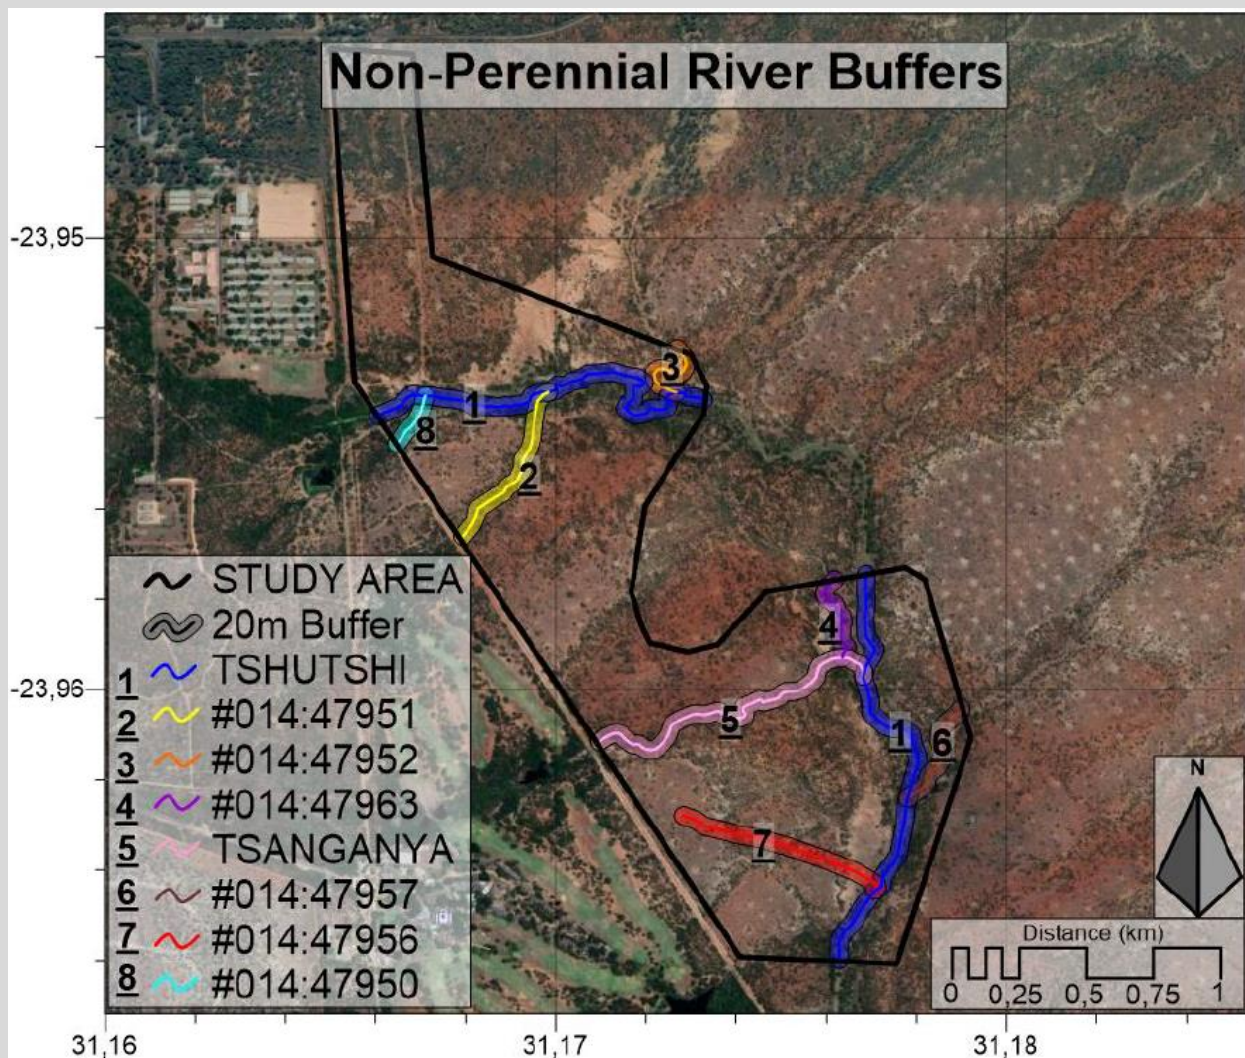 Non-Perennial River Buffers
-23,95
3
1
8
2
STUDY AREA
20m Buffer
1 TSHUTSHI
2 #014:47951
3 #014:47952
4 #014:47963
5 TSANGANYA
6 #014:47957
7 #014:47956
8 #014:47950
4
-23,96
5
1
6
7
N
Distance (km)
0 0,25 0,5 0,75 1
31,16 31,17 31,18